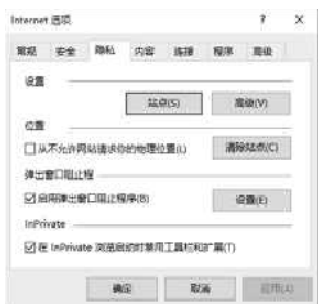 Internet 选项
? X
常规 安全 隐私 内容 连接 程序 高级
设置
站点(S) 高级(V)
位置
从不允许网站请求你的物理位置(L) 清除站点(C)
弹出窗口阻止程
启用弹出窗口阻止程序(B) 设置(E)
InPrivate
在 InPrivate 浏览启动时禁用工具栏和扩展(T)
确定 取消 应用(A)